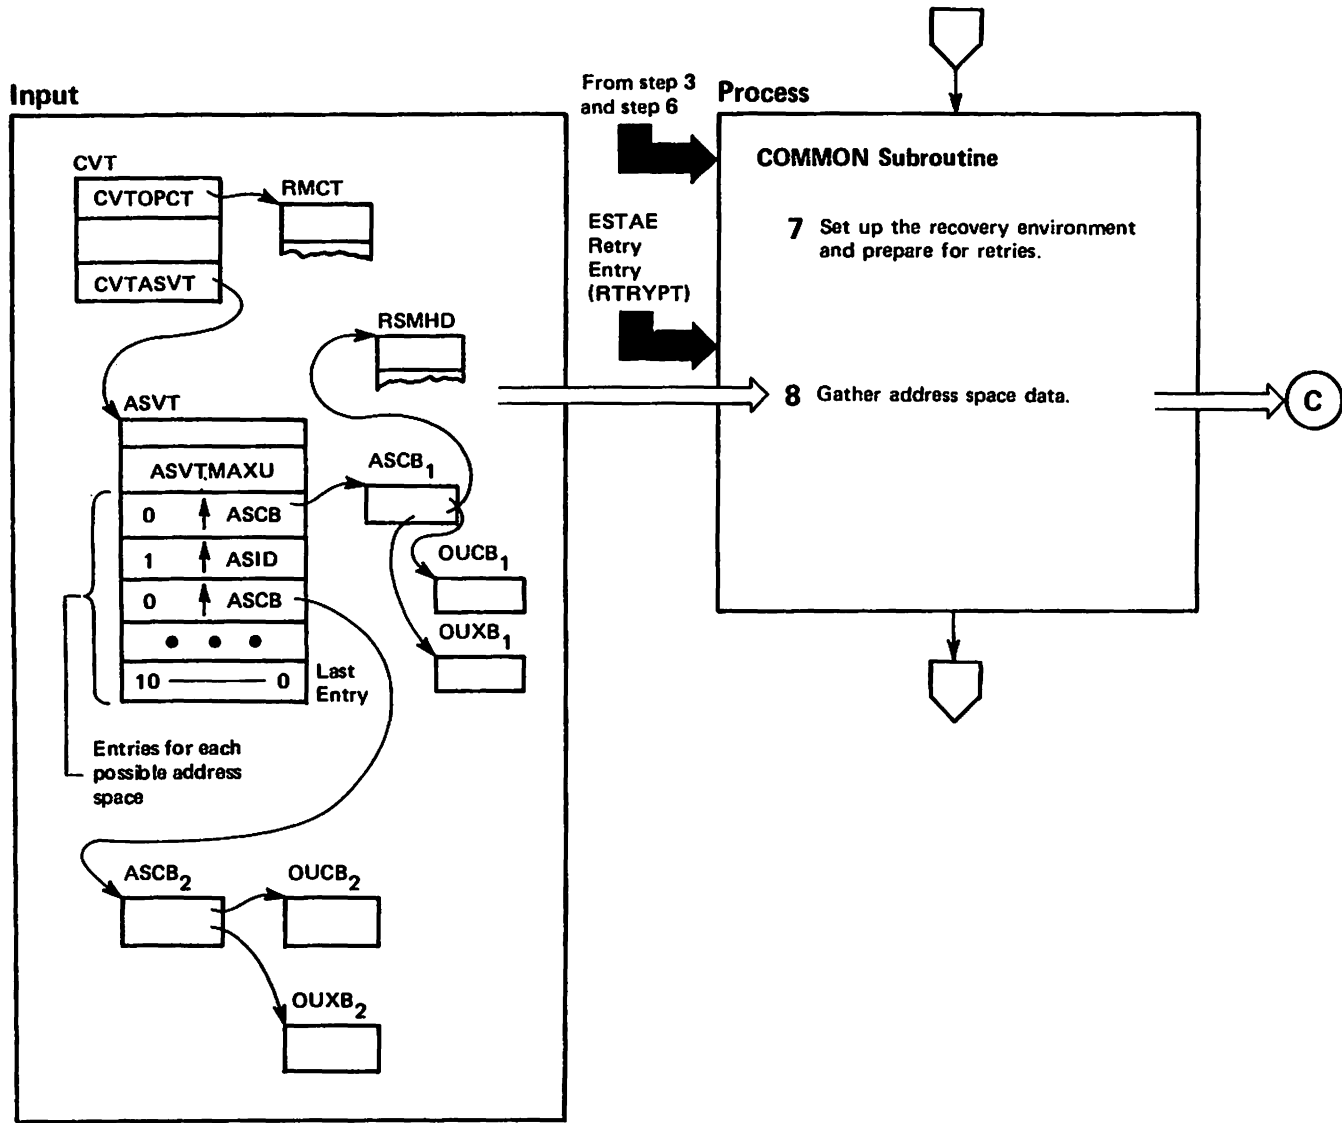 Input
CVT
CVTOPCT
CVTASVT
RMCT
RSMHD
ASVT
ASVTMAXU
0 ↑ ASCB
1 ↑ ASID
0 ↑ ASCB
• • •
10 —— 0
Last
Entry
Entries for each
possible address
space
ASCB1
OUCB1
OUXB1
ASCB2
OUCB2
OUXB2
From step 3
and step 6
ESTAE
Retry
Entry
(RTRYPT)
Process
COMMON Subroutine
7 Set up the recovery environment
and prepare for retries.
8 Gather address space data.
C